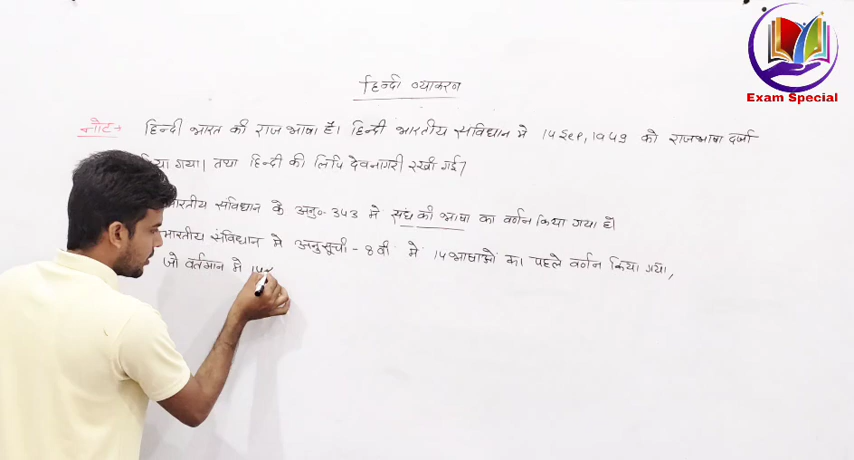 Exam Special
हिन्दी व्याकरण
नोट→ हिन्दी भारत की राज भाषा है। हिन्दी भारतीय संविधान मे 14 Sep, 1949 को राजभाषा दर्जा
या गया। तथा हिन्दी की लिपि देवनागरी रखी गई।
भारतीय संविधान के अनु० 343 मे संघ की भाषा का वर्णन किया गया है।
भारतीय संविधान मे अनुसूची - 8वी में 14 भाषाओं का पहले वर्णन किया गया,
जो वर्तमान मे